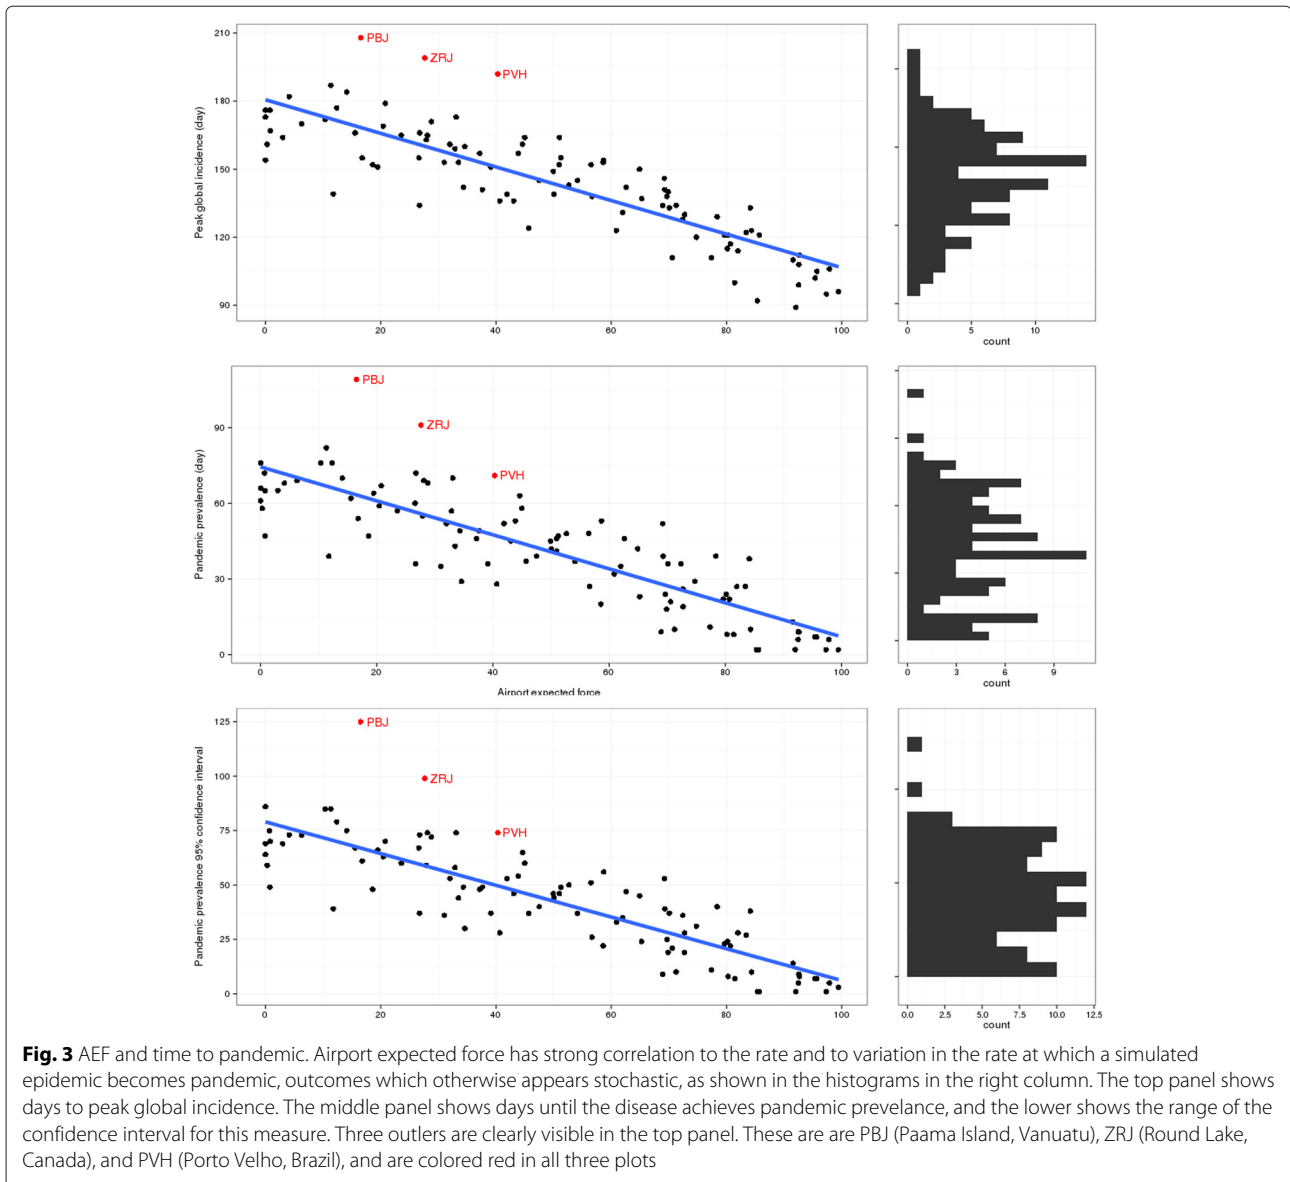 210
180
150
120
90
Peak global incidence (day)
PBJ
ZRJ
PVH
0 20 40 60 80 100
0 5 10
count
90
60
30
0
Pandemic prevalence (day)
PBJ
ZRJ
PVH
0 20 40 60 80 100
Airport expected force
0 3 6 9
count
125
100
75
50
25
0
Pandemic prevalence 95% confidence interval
PBJ
ZRJ
PVH
0 20 40 60 80 100
0.0 2.5 5.0 7.5 10.0 12.5
count
Fig. 3 AEF and time to pandemic. Airport expected force has strong correlation to the rate and to variation in the rate at which a simulated
epidemic becomes pandemic, outcomes which otherwise appears stochastic, as shown in the histograms in the right column. The top panel shows
days to peak global incidence. The middle panel shows days until the disease achieves pandemic prevelance, and the lower shows the range of the
confidence interval for this measure. Three outlers are clearly visible in the top panel. These are are PBJ (Paama Island, Vanuatu), ZRJ (Round Lake,
Canada), and PVH (Porto Velho, Brazil), and are colored red in all three plots